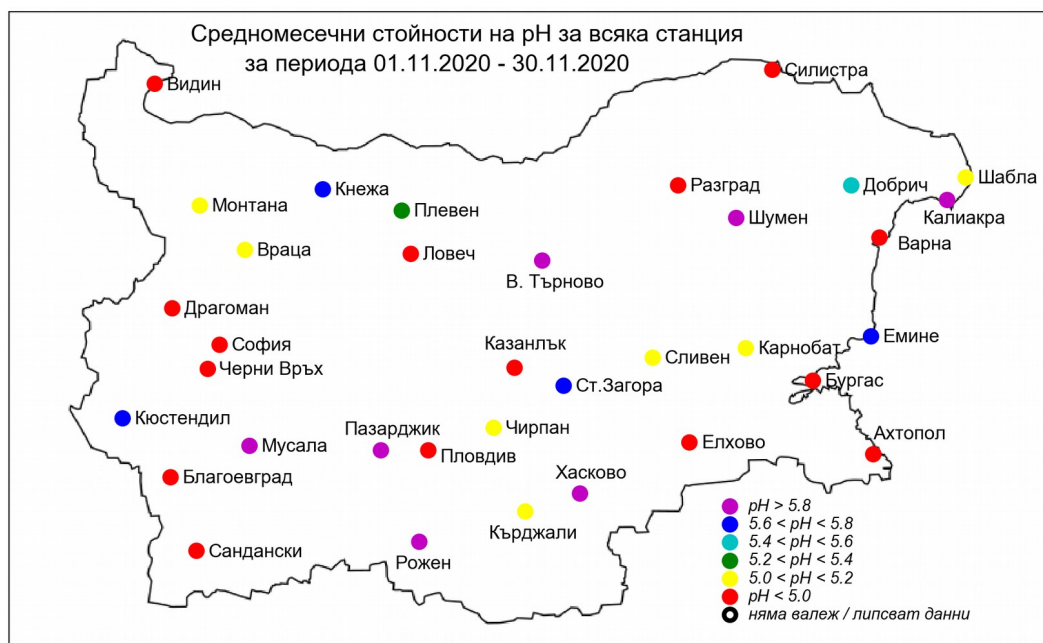 Средномесечни стойности на pH за всяка станция
за периода 01.11.2020 - 30.11.2020
Силистра
Видин
Шабла
Кнежа
Разград
Добрич
Монтана
Плевен
Шумен
Калиакра
Враца
Ловеч
Варна
В. Търново
Драгоман
Емине
София
Казанлък
Сливен
Карнобат
Черни Връх
Ст.Загора
Бургас
Кюстендил
Чирпан
Мусала
Пазарджик
Пловдив
Елхово
Ахтопол
Благоевград
Хасково
Кърджали
Сандански
Рожен
pH > 5.8
5.6 < pH < 5.8
5.4 < pH < 5.6
5.2 < pH < 5.4
5.0 < pH < 5.2
pH < 5.0
няма валеж / липсват данни